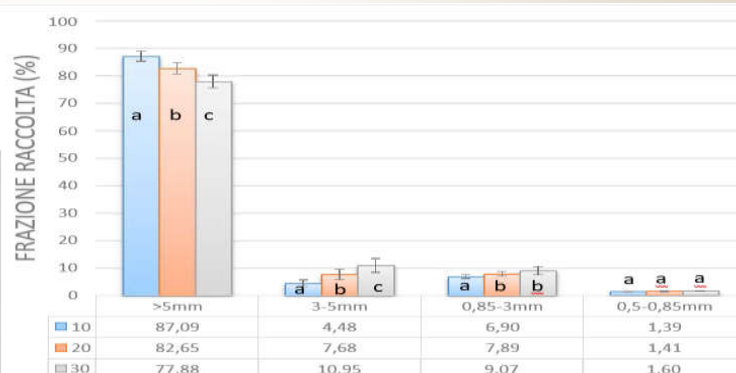 FRAZIONE RACCOLTA (%)
100
90
80
70
60
50
40
30
20
10
0
a b c
a b c
a b b
a a a
>5mm 3-5mm 0,85-3mm 0,5-0,85mm
10 87,09 4,48 6,90 1,39
20 82,65 7,68 7,89 1,41
30 77,88 10,95 9,07 1,60